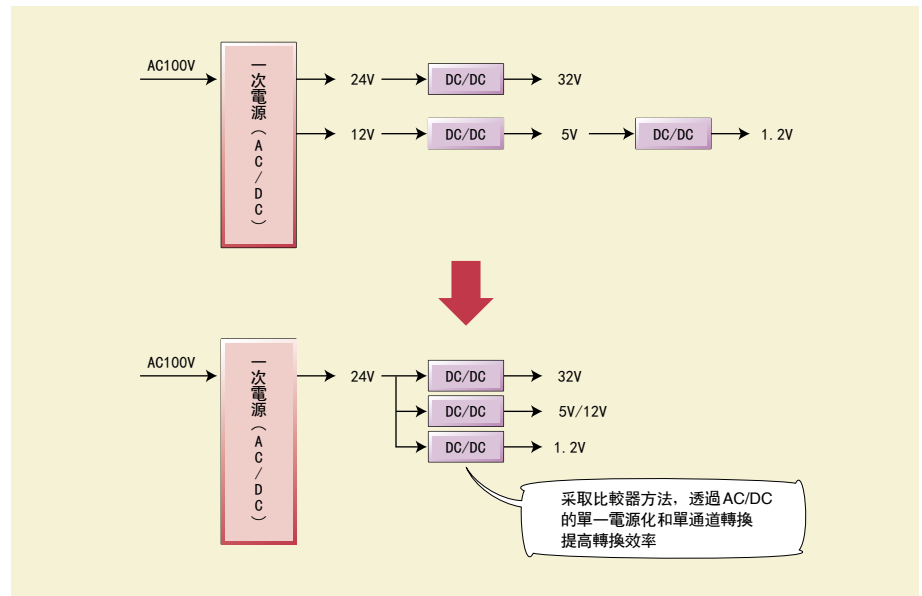 AC100V
一次電源（AC/DC）
24V
DC/DC
32V
12V
DC/DC
5V
DC/DC
1.2V
AC100V
一次電源（AC/DC）
24V
DC/DC
32V
DC/DC
5V/12V
DC/DC
1.2V
采取比較器方法，透過AC/DC
的單一電源化和單通道轉換
提高轉換效率